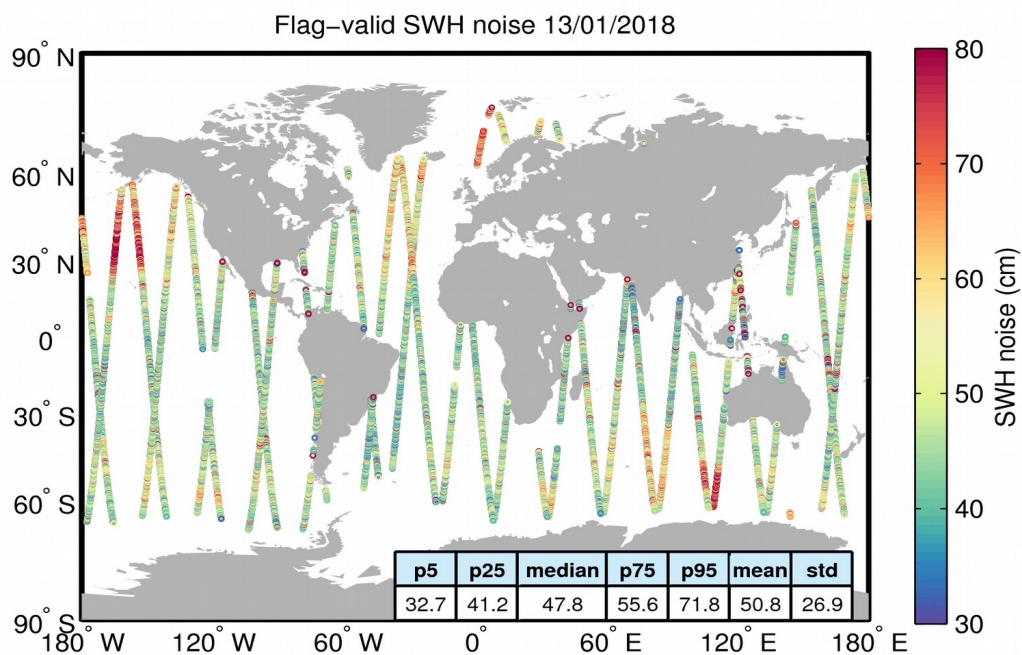 Flag−valid SWH noise 13/01/2018
90° N
60° N
30° N
0°
30° S
60° S
90° S
180° W 120° W 60° W 0° 60° E 120° E 180° E
p5 p25 median p75 p95 mean std
32.7 41.2 47.8 55.6 71.8 50.8 26.9
80
70
60
50
40
30
SWH noise (cm)